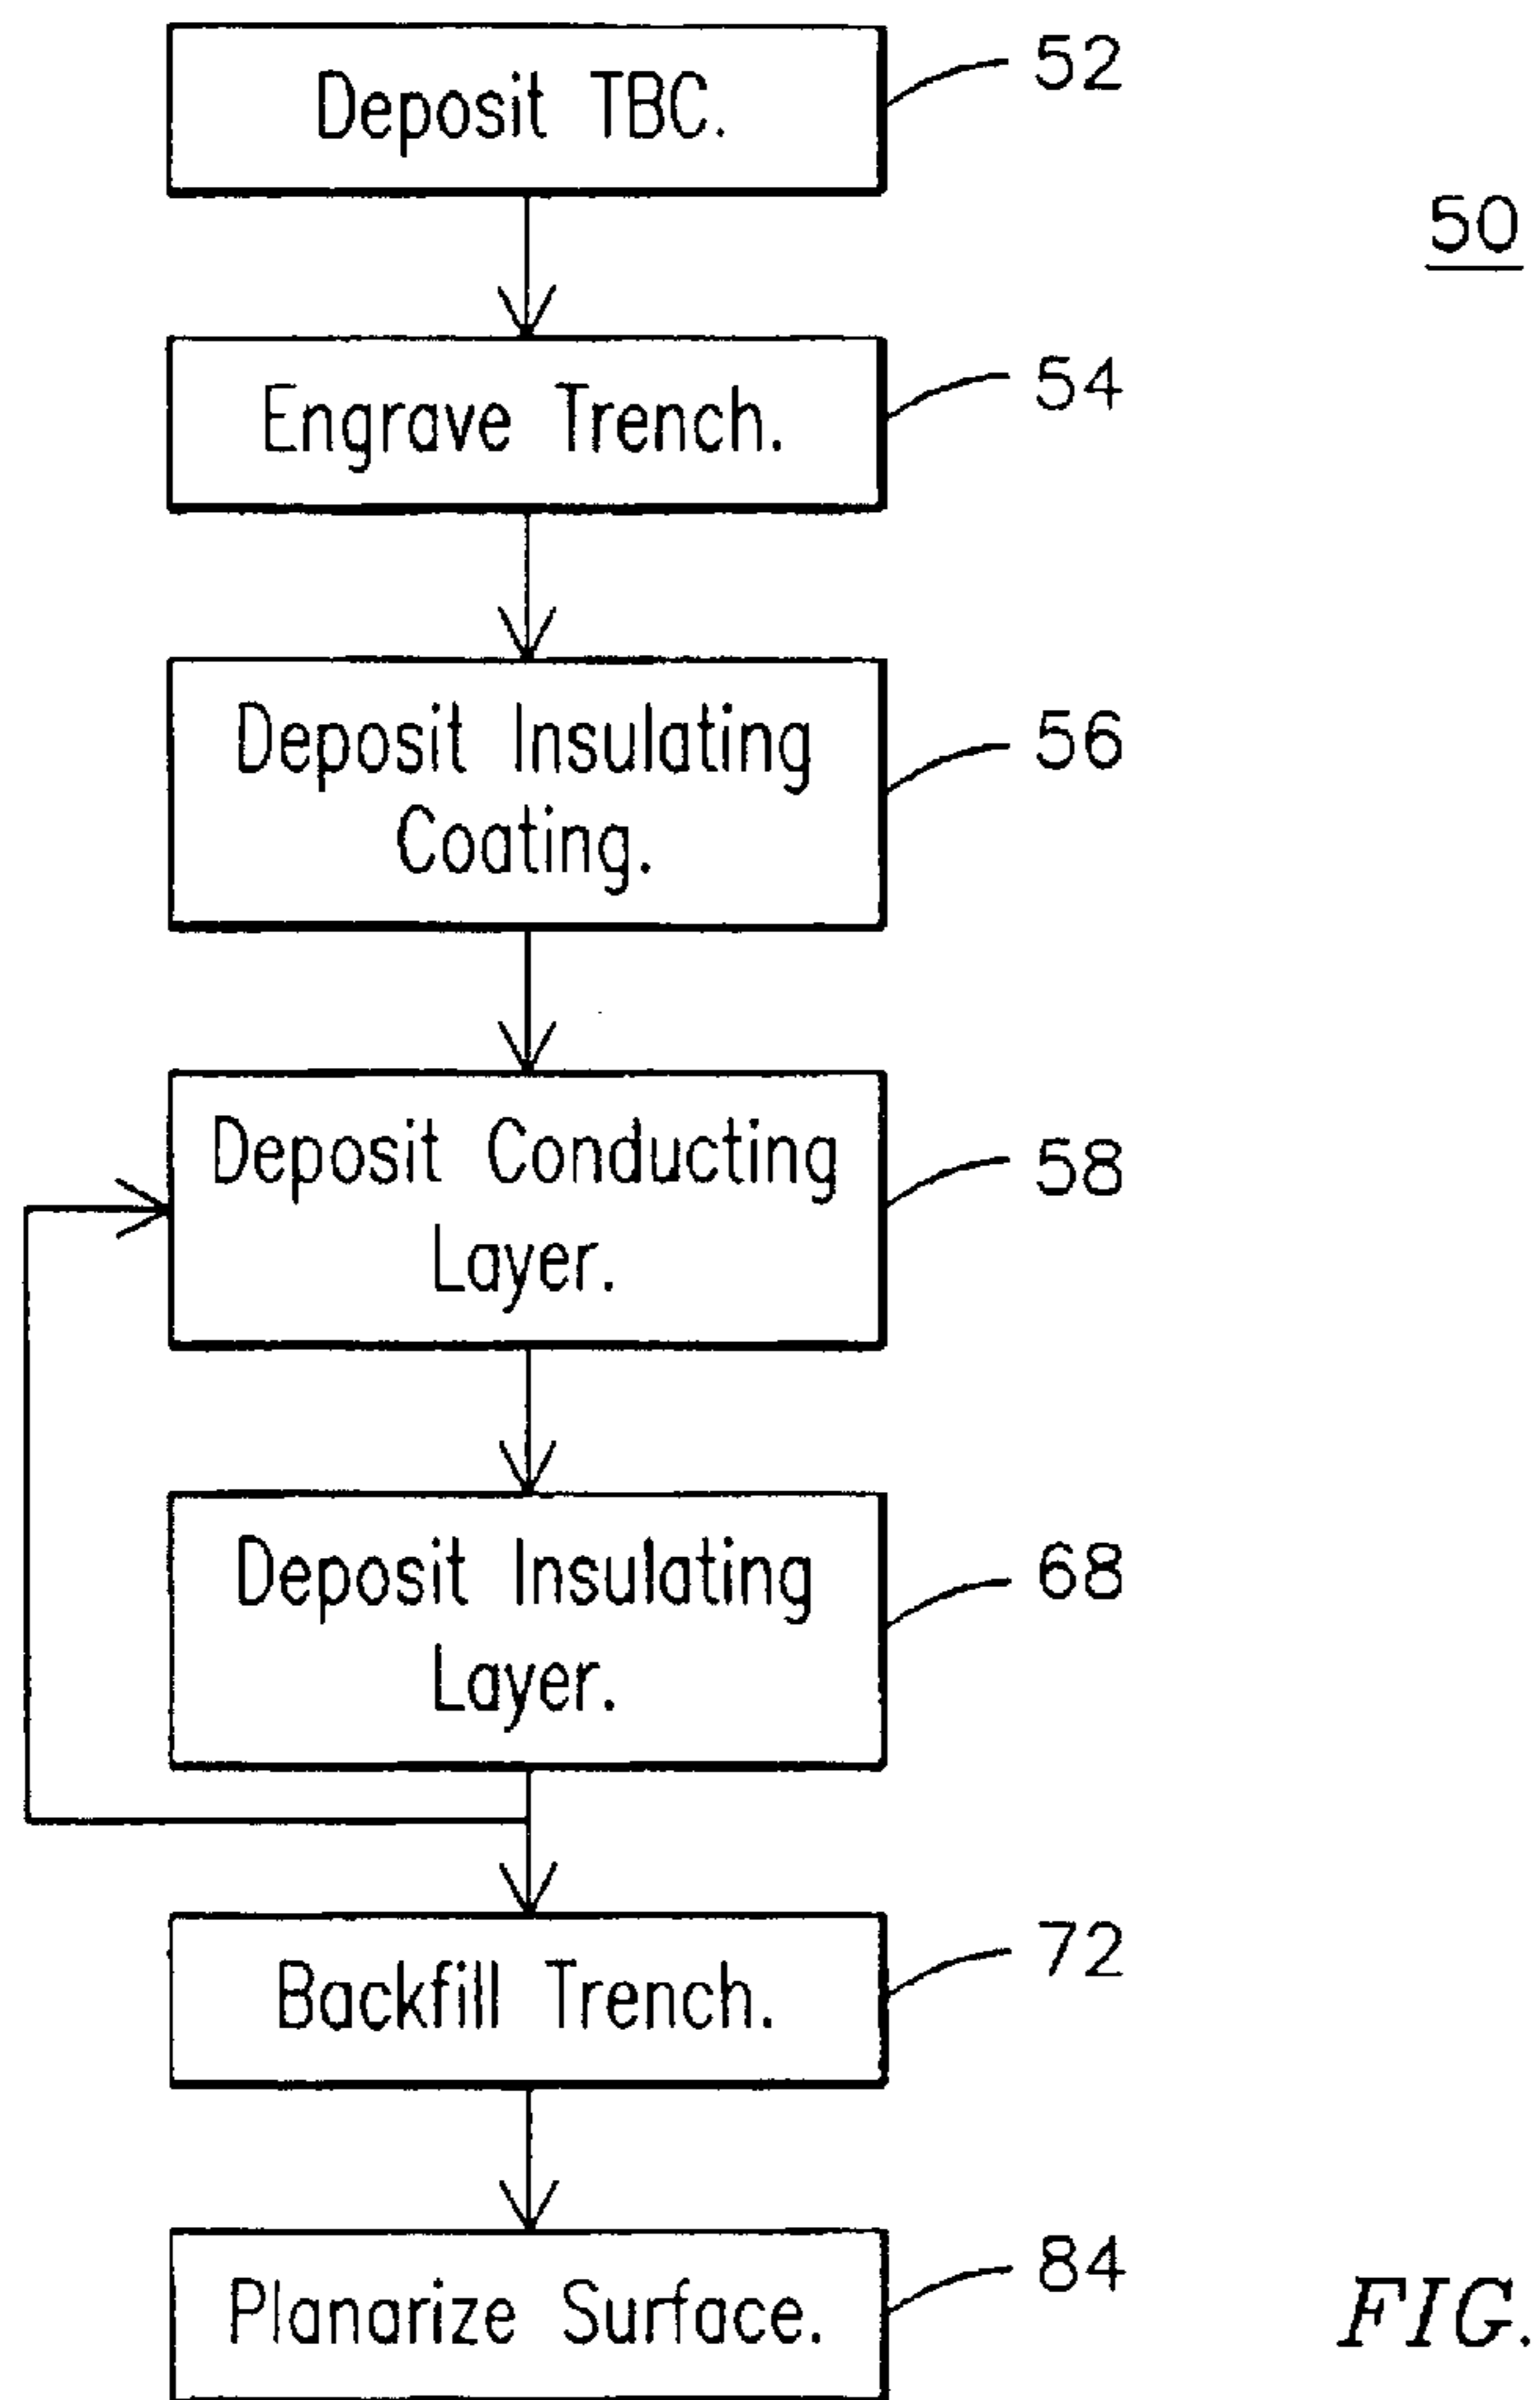 Deposit TBC.
52
50
Engrave Trench.
54
Deposit Insulating
Coating.
56
Deposit Conducting
Layer.
58
Deposit Insulating
Layer.
68
Backfill Trench.
72
Planarize Surface.
84
FIG.